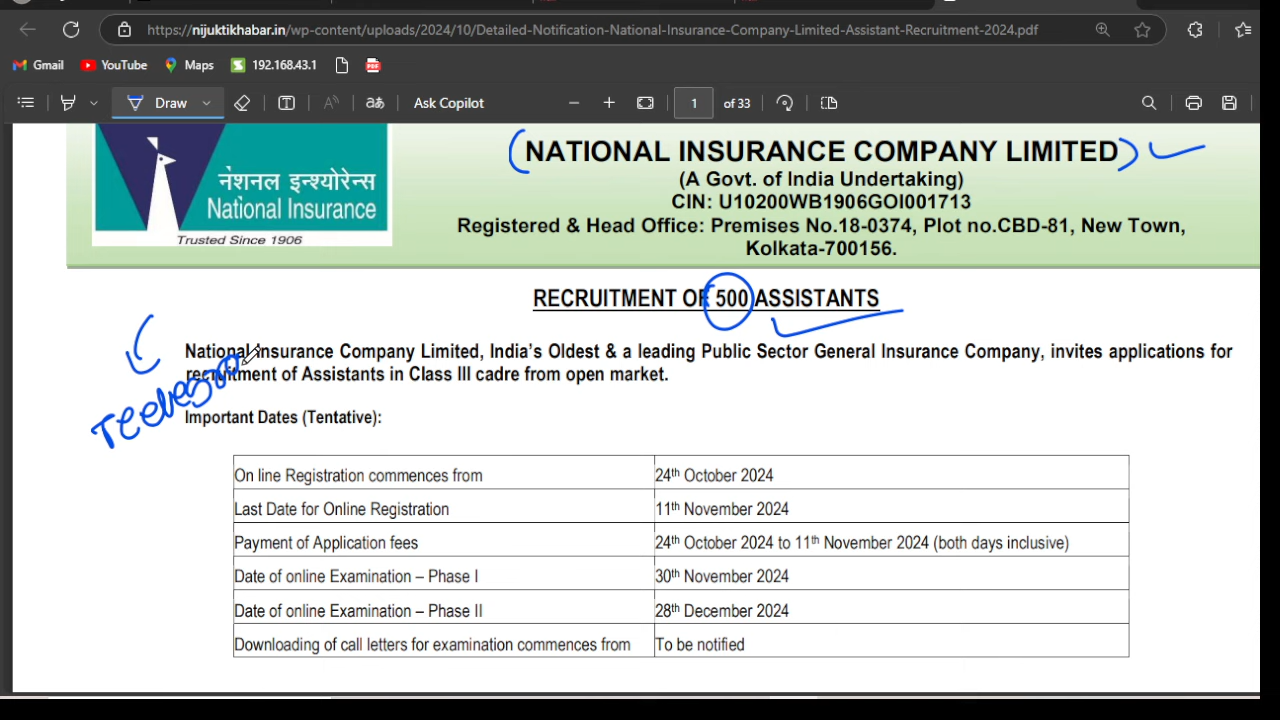 https://nijuktikhabar.in/wp-content/uploads/2024/10/Detailed-Notification-National-Insurance-Company-Limited-Assistant-Recruitment-2024.pdf
Gmail YouTube Maps 192.168.43.1
Draw aあ Ask Copilot 1 of 33
NATIONAL INSURANCE COMPANY LIMITED
(A Govt. of India Undertaking)
नेशनल इन्श्योरेन्स
CIN: U10200WB1906GOI001713
National Insurance
Registered & Head Office: Premises No.18-0374, Plot no.CBD-81, New Town,
Trusted Since 1906
Kolkata-700156.
RECRUITMENT OF 500 ASSISTANTS
National Insurance Company Limited, India's Oldest & a leading Public Sector General Insurance Company, invites applications for
recruitment of Assistants in Class III cadre from open market.
Important Dates (Tentative):
On line Registration commences from 24th October 2024
Last Date for Online Registration 11th November 2024
Payment of Application fees 24th October 2024 to 11th November 2024 (both days inclusive)
Date of online Examination – Phase I 30th November 2024
Date of online Examination – Phase II 28th December 2024
Downloading of call letters for examination commences from To be notified